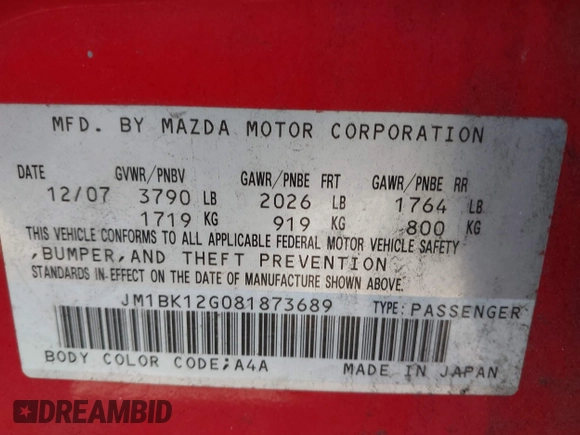 MFD. BY MAZDA MOTOR CORPORATION
DATE GVWR/PNBV GAWR/PNBE FRT GAWR/PNBE RR
12/07 3790 LB 2026 LB 1764 LB
1719 KG 919 KG 800 KG
THIS VEHICLE CONFORMS TO ALL APPLICABLE FEDERAL MOTOR VEHICLE SAFETY
,BUMPER,AND THEFT PREVENTION
STANDARDS IN-EFFECT ON THE DATE OF MANUFACTURE SHOWN ABOVE.
JM1BK12G081873689 TYPE:PASSENGER
BODY COLOR CODE;A4A MADE IN JAPAN
DREAMBID